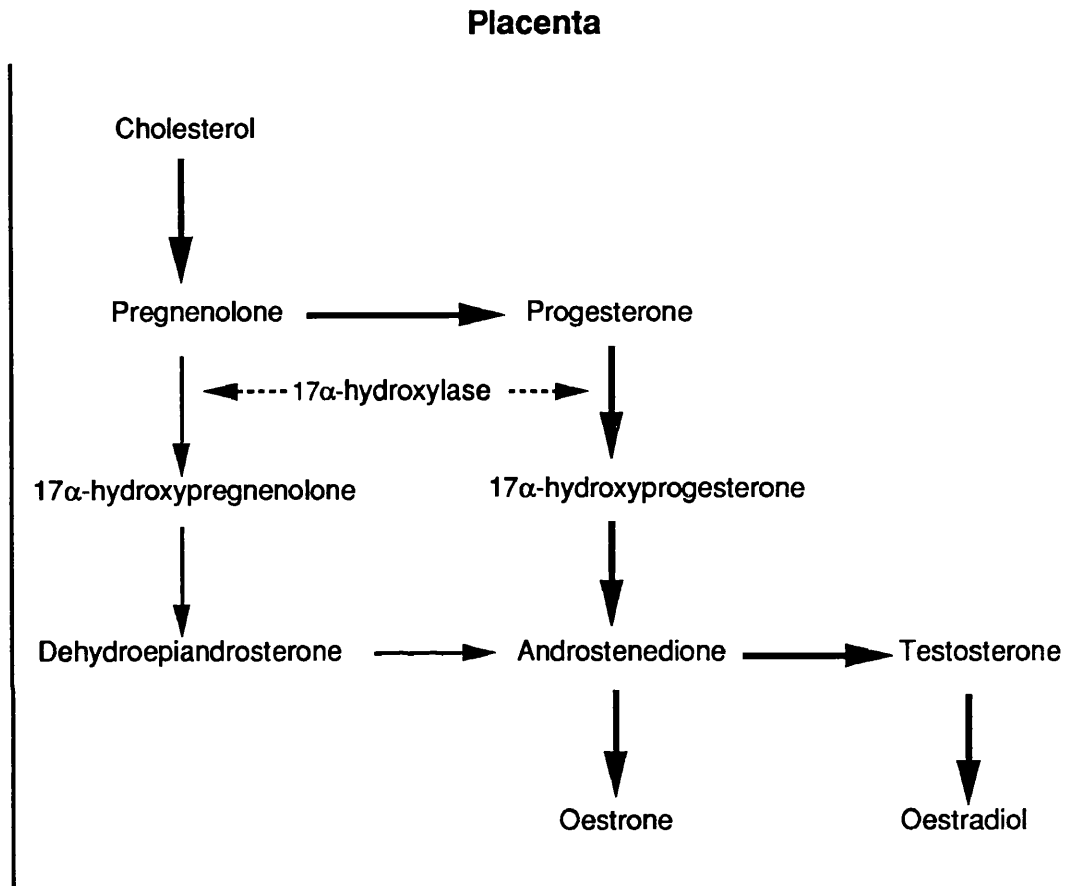 Placenta
Cholesterol
Pregnenolone
Progesterone
17α-hydroxylase
17α-hydroxypregnenolone
17α-hydroxyprogesterone
Dehydroepiandrosterone
Androstenedione
Testosterone
Oestrone
Oestradiol